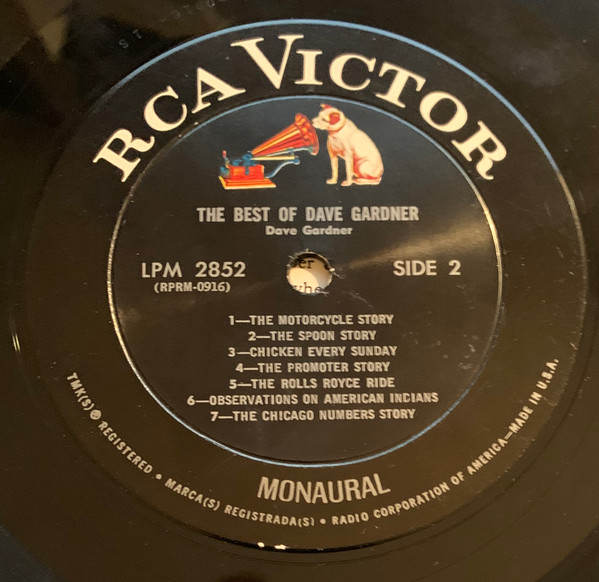 RCA VICTOR
THE BEST OF DAVE GARDNER
Dave Gardner
LPM 2852
(RPRM-0916)
SIDE 2
1—THE MOTORCYCLE STORY
2—THE SPOON STORY
3—CHICKEN EVERY SUNDAY
4—THE PROMOTER STORY
5—THE ROLLS ROYCE RIDE
6—OBSERVATIONS ON AMERICAN INDIANS
7—THE CHICAGO NUMBERS STORY
MONAURAL
TMK(S) ® REGISTERED • MARCA(S) REGISTRADA(S) • RADIO CORPORATION OF AMERICA—MADE IN U.S.A.